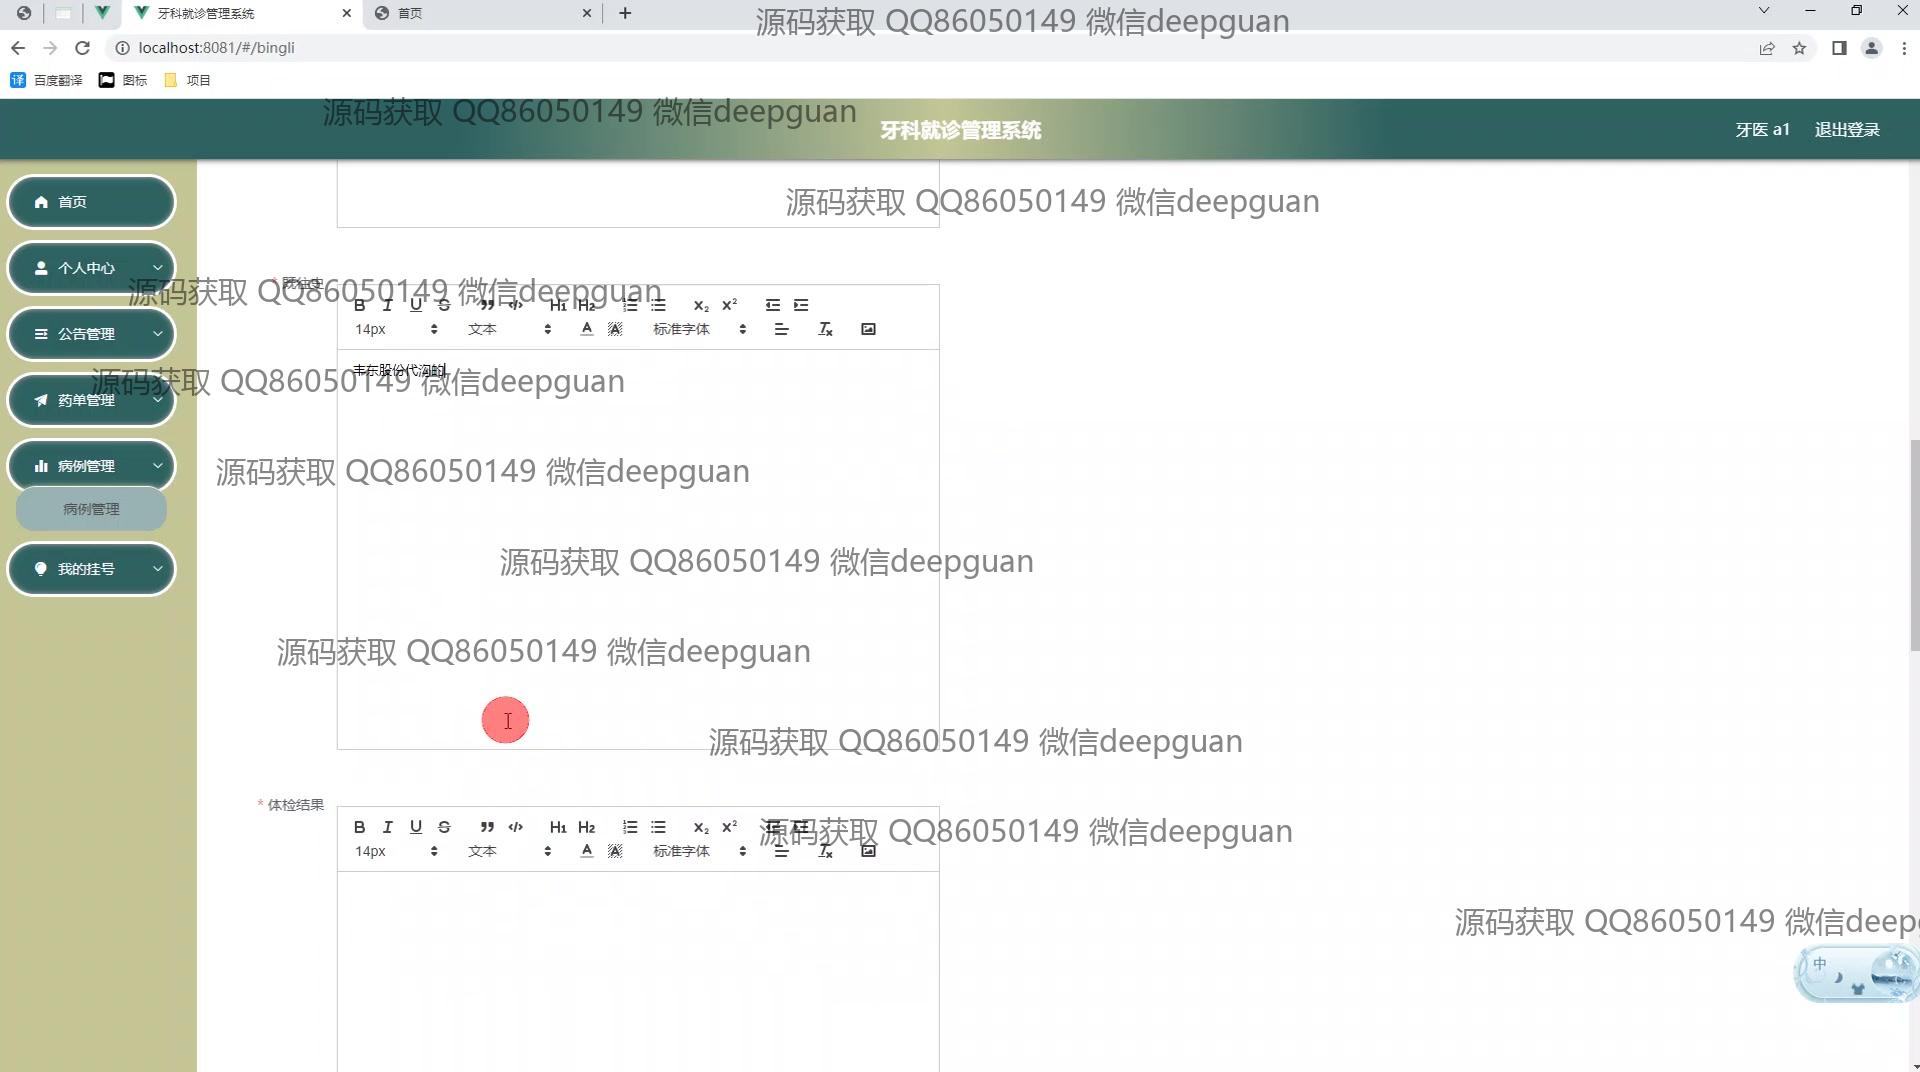 牙科就诊管理系统
首页
源码获取 QQ86050149 微信deepguan
localhost:8081/#/bingli
百度翻译
图标
项目
源码获取 QQ86050149 微信deepguan
牙科就诊管理系统
牙医 a1
退出登录
首页
源码获取 QQ86050149 微信deepguan
个人中心
* 既往史
源码获取 QQ86050149 微信deepguan
B I U S H1 H2 X2 X2
公告管理
14px 文本 A A 标准字体 Tx
韦东股份代沟的
源码获取 QQ86050149 微信deepguan
药单管理
病例管理
源码获取 QQ86050149 微信deepguan
病例管理
源码获取 QQ86050149 微信deepguan
我的挂号
源码获取 QQ86050149 微信deepguan
源码获取 QQ86050149 微信deepguan
* 体检结果
B I U S H1 H2 X2 X2
源码获取 QQ86050149 微信deepguan
14px 文本 A A 标准字体 Tx
源码获取 QQ86050149 微信deep
中